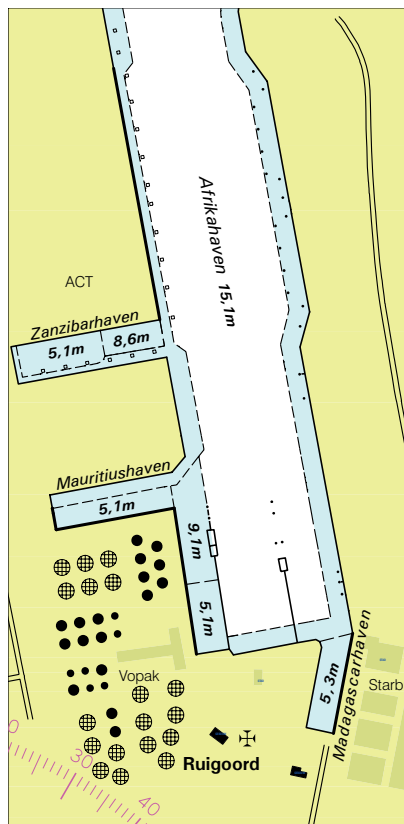 Afrikahaven 15,1m
ACT
Zanzibarhaven
5,1m
8,6m
Mauritiushaven
5,1m
9,1m
5,1m
Madagascarhaven
5,3m
Vopak
Starb
Ruigoord
0
30
40